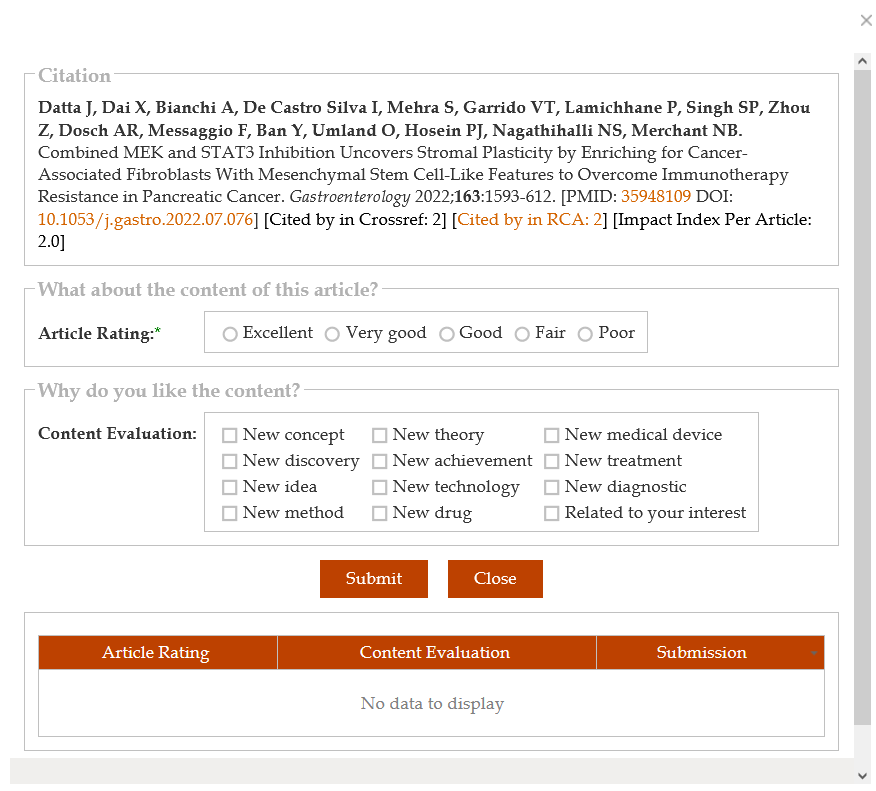 Citation
Datta J, Dai X, Bianchi A, De Castro Silva I, Mehra S, Garrido VT, Lamichhane P, Singh SP, Zhou
Z, Dosch AR, Messaggio F, Ban Y, Umland O, Hosein PJ, Nagathihalli NS, Merchant NB.
Combined MEK and STAT3 Inhibition Uncovers Stromal Plasticity by Enriching for Cancer-
Associated Fibroblasts With Mesenchymal Stem Cell-Like Features to Overcome Immunotherapy
Resistance in Pancreatic Cancer. Gastroenterology 2022;163:1593-612. [PMID: 35948109 DOI:
10.1053/j.gastro.2022.07.076] [Cited by in Crossref: 2] [Cited by in RCA: 2] [Impact Index Per Article:
2.0]
What about the content of this article?
Article Rating:* Excellent Very good Good Fair Poor
Why do you like the content?
Content Evaluation: New concept New theory New medical device
New discovery New achievement New treatment
New idea New technology New diagnostic
New method New drug Related to your interest
Submit Close
Article Rating Content Evaluation Submission
No data to display